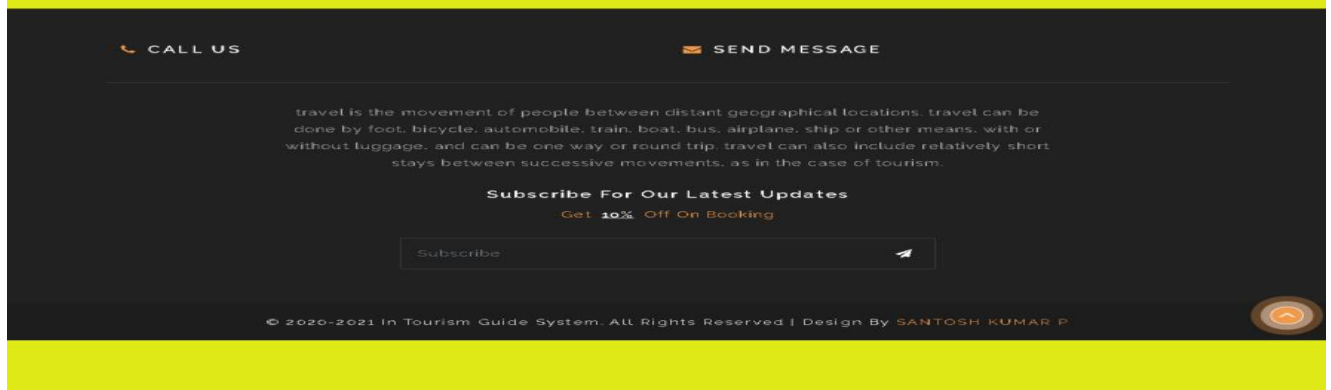 CALL US
SEND MESSAGE
travel is the movement of people between distant geographical locations. travel can be
done by foot, bicycle, automobile, train, boat, bus, airplane, ship or other means, with or
without luggage, and can be one way or round trip. travel can also include relatively short
stays between successive movements, as in the case of tourism.
Subscribe For Our Latest Updates
Get 10% Off On Booking
Subscribe
© 2020-2021 In Tourism Guide System. All Rights Reserved | Design By SANTOSH KUMAR P